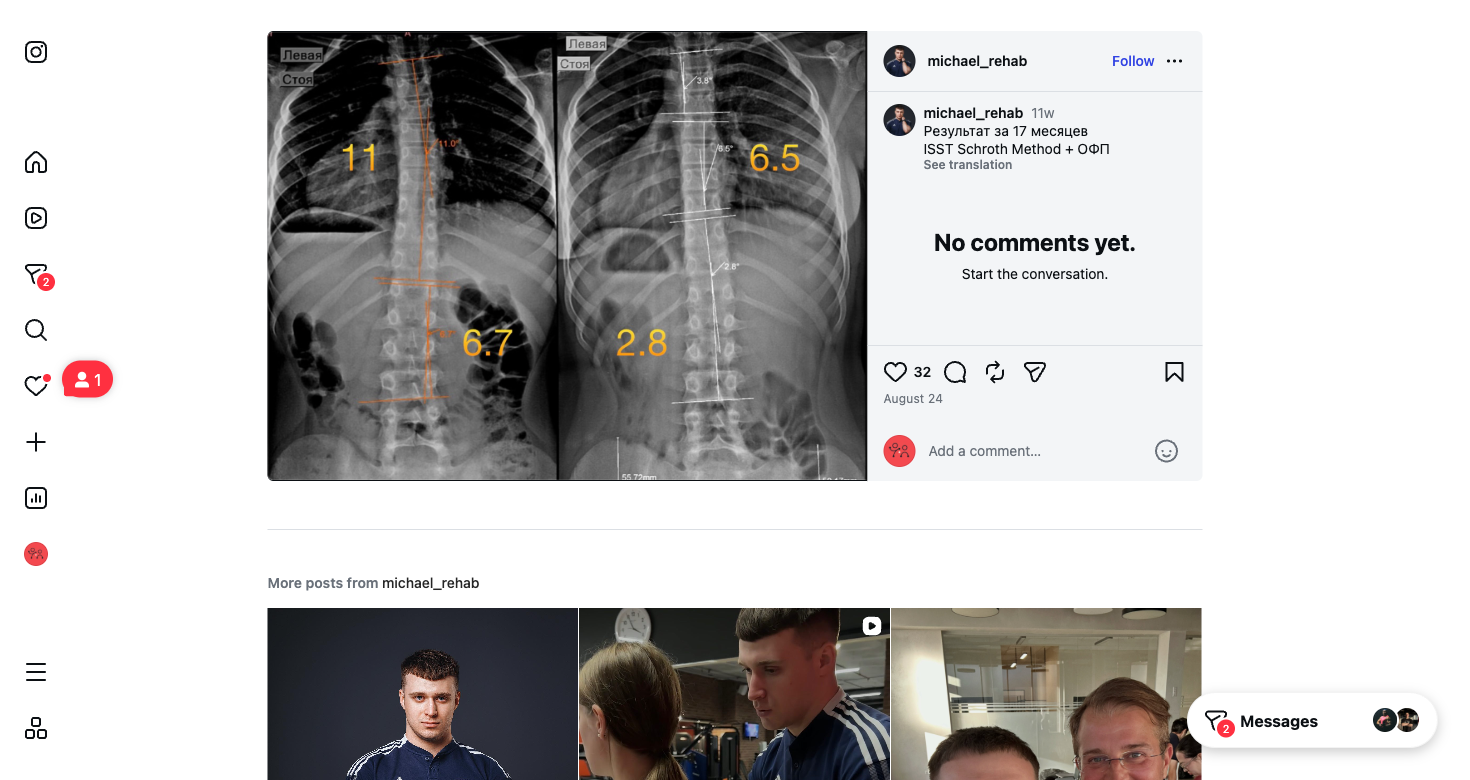 Левая
Стоя
11.0°
11
6.7
Левая
Стоя
3.8°
6.5°
6.5
2.8°
2.8
55.72mm
michael_rehab
Follow
michael_rehab 11w
Результат за 17 месяцев
ISST Schroth Method + ОФП
See translation
No comments yet.
Start the conversation.
32
August 24
Add a comment...
2
1
More posts from michael_rehab
2
Messages